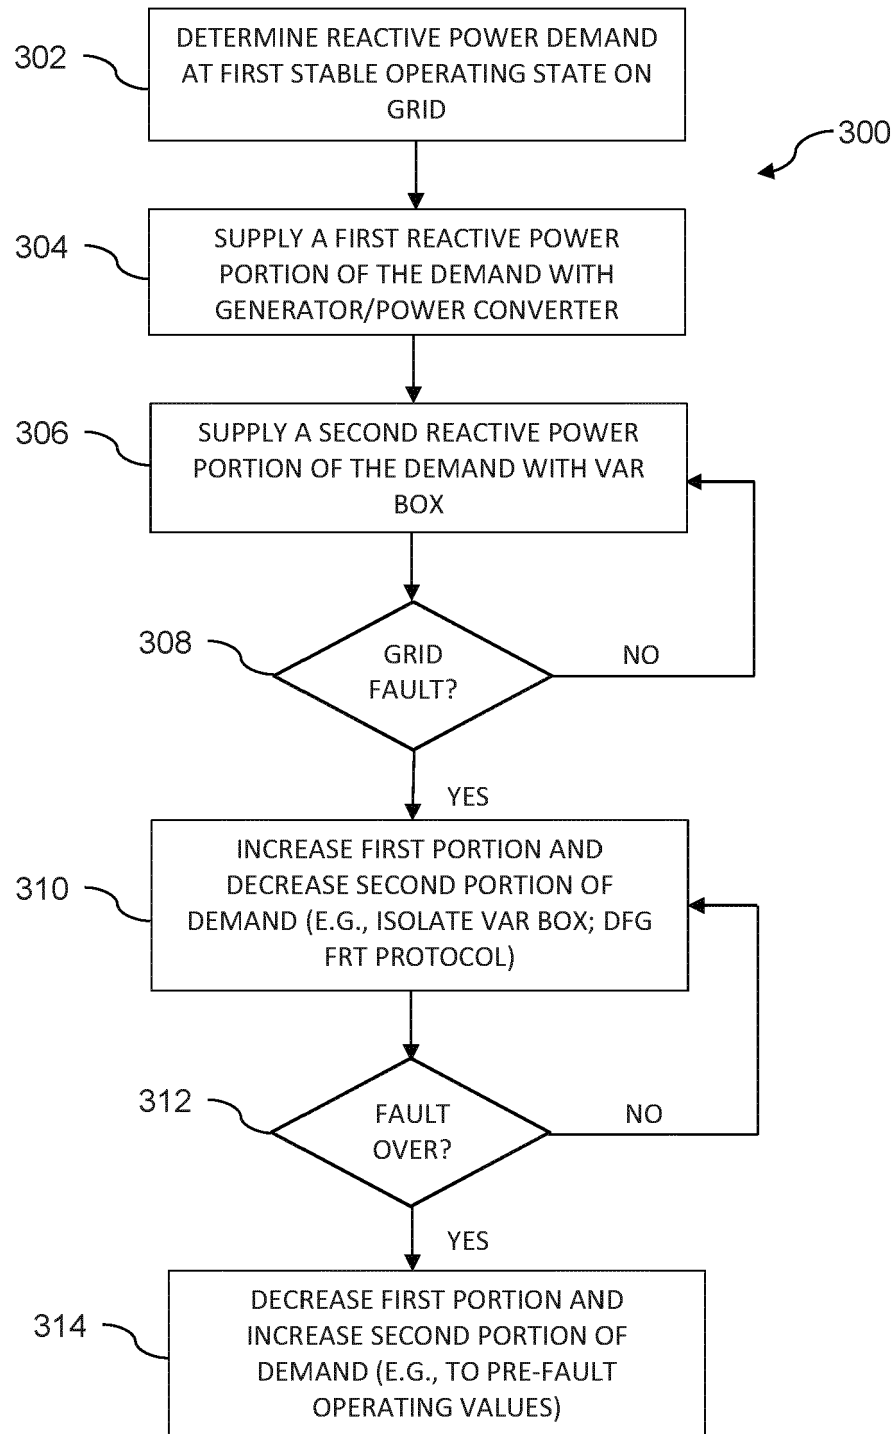 302
DETERMINE REACTIVE POWER DEMAND
AT FIRST STABLE OPERATING STATE ON
GRID
300
304
SUPPLY A FIRST REACTIVE POWER
PORTION OF THE DEMAND WITH
GENERATOR/POWER CONVERTER
306
SUPPLY A SECOND REACTIVE POWER
PORTION OF THE DEMAND WITH VAR
BOX
308
GRID
FAULT?
NO
YES
310
INCREASE FIRST PORTION AND
DECREASE SECOND PORTION OF
DEMAND (E.G., ISOLATE VAR BOX; DFG
FRT PROTOCOL)
312
FAULT
OVER?
NO
YES
314
DECREASE FIRST PORTION AND
INCREASE SECOND PORTION OF
DEMAND (E.G., TO PRE-FAULT
OPERATING VALUES)